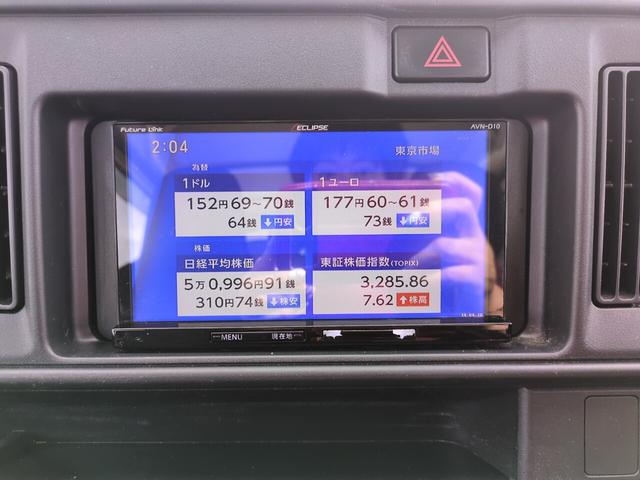 Future Link
ECLIPSE
AVN-D10
2:04
東京市場
為替
1ドル
152円69~70銭
64銭 円安
1ユーロ
177円60~61銭
73銭 円安
株価
日経平均株価
5万0,996円91銭
310円74銭 株安
東証株価指数(TOPIX)
3,285.86
7.62 株高
MENU
現在地